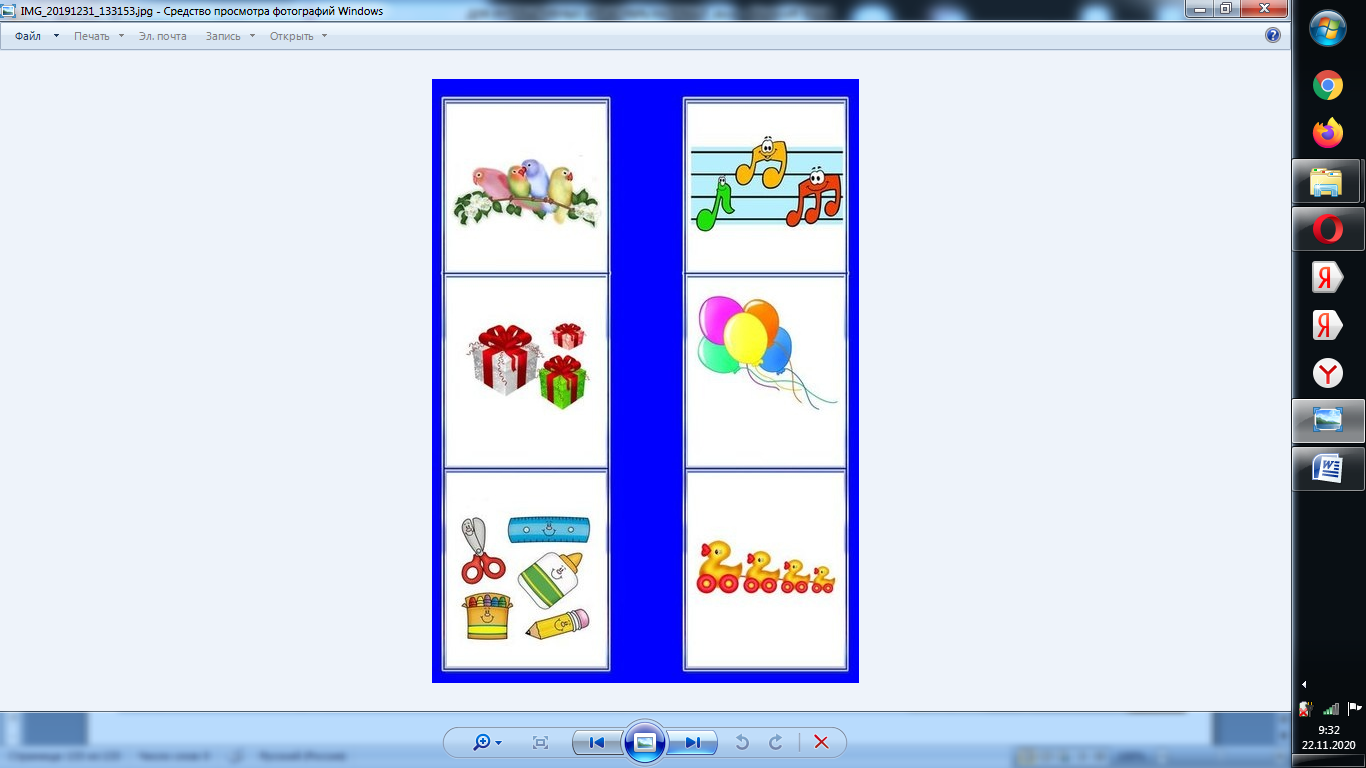 IMG_20191231_133153.jpg - Средство просмотра фотографий Windows
Файл Печать Эл. почта Запись Открыть
Я
Я
Y
W
9:32
22.11.2020